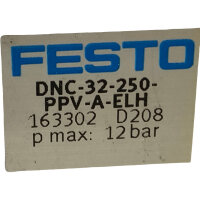 FESTO
DNC-32-250-
PPV-A-ELH
163302 D208
p max: 12bar